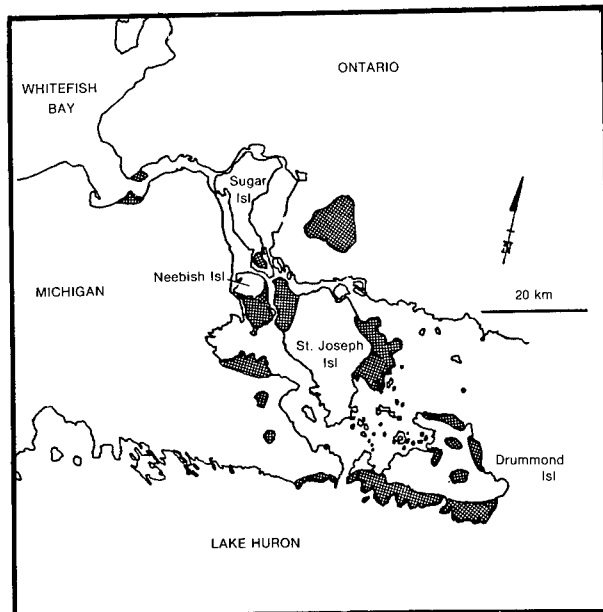 ONTARIO
WHITEFISH
BAY
Sugar
Isl
Neebish Isl
MICHIGAN
20 km
St. Joseph
Isl
Drummond
Isl
LAKE HURON